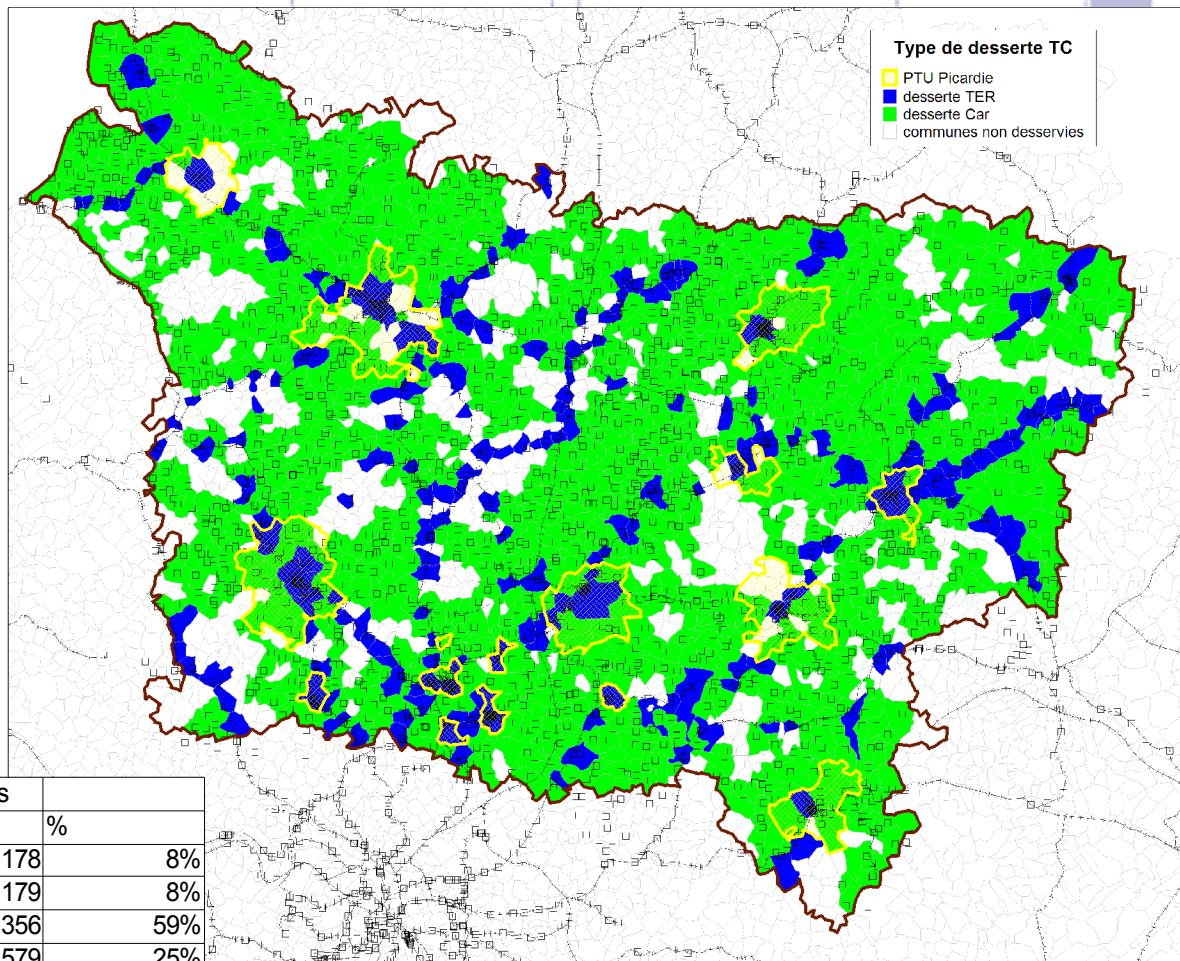 Type de desserte TC
PTU Picardie
desserte TER
desserte Car
communes non desservies
s
%
178 8%
179 8%
356 59%
579 25%